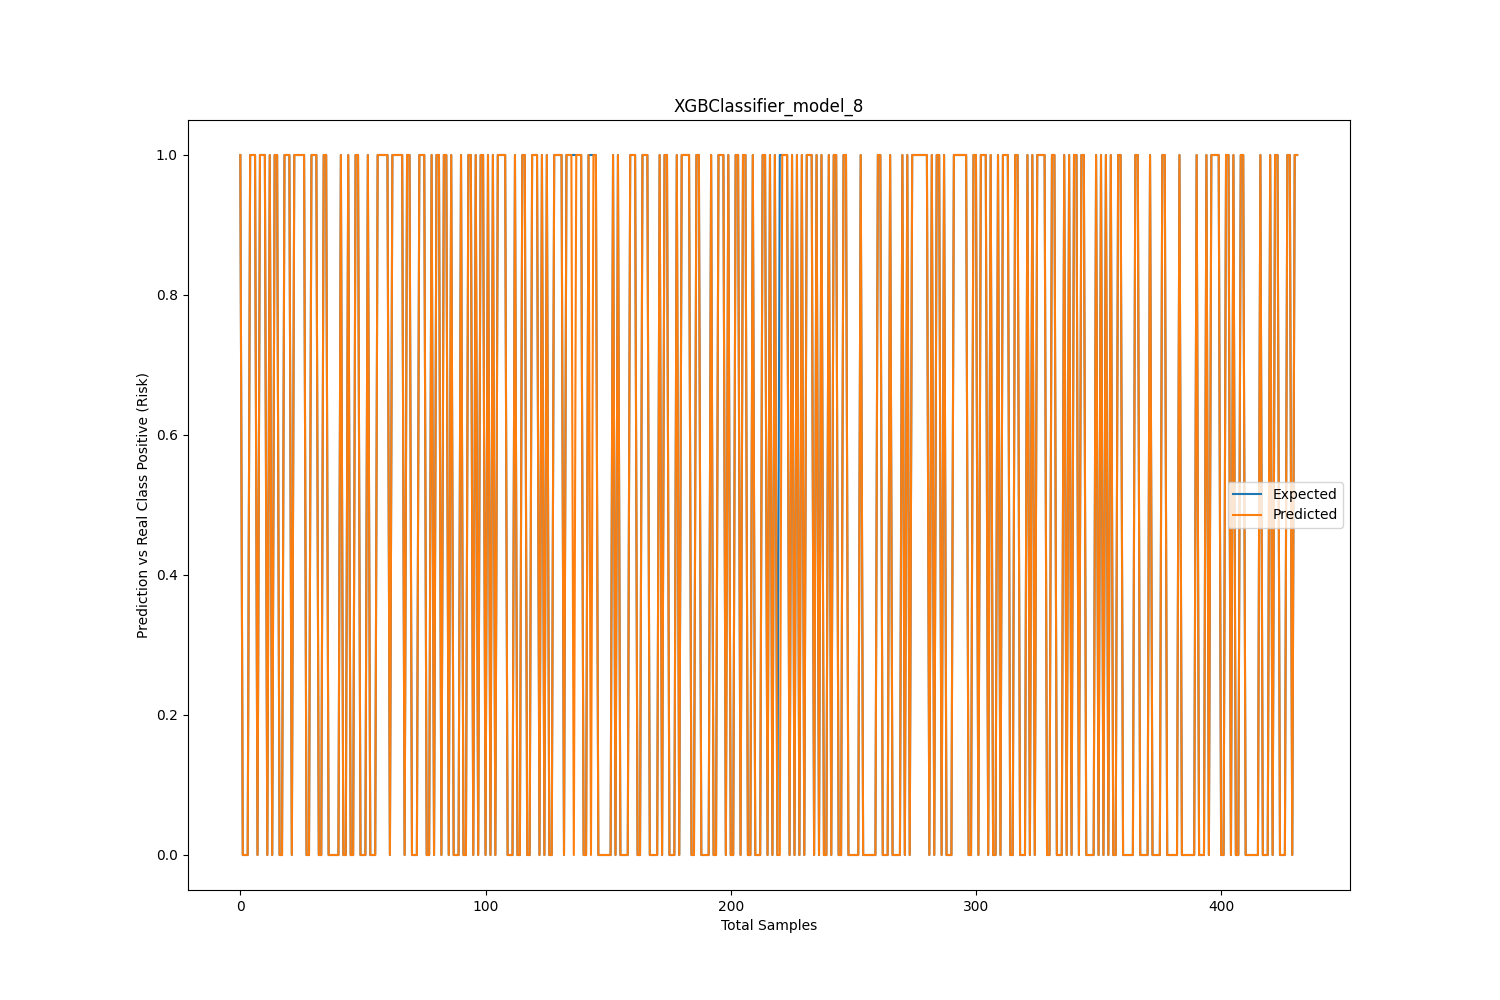 XGBClassifier_model_8
Prediction vs Real Class Positive (Risk)
1.0
0.8
0.6
0.4
0.2
0.0
Expected
Predicted
0
100
200
300
400
Total Samples